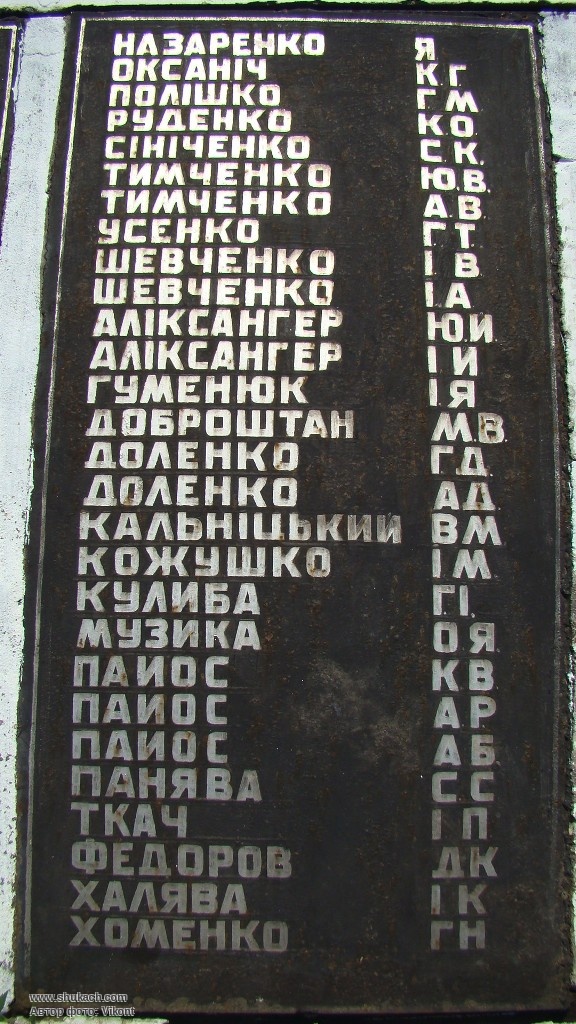 НАЗАРЕНКО Я.
ОКСАНІЧ К.Г
ПОЛІШКО Г М
РУДЕНКО К.О.
СІНІЧЕНКО С.К.
ТИМЧЕНКО Ю.В.
ТИМЧЕНКО А.В
УСЕНКО Г Т
ШЕВЧЕНКО І В
ШЕВЧЕНКО І.А
АЛІКСАНГЕР Ю И
АЛІКСАНГЕР І И
ГУМЕНЮК І Я
ДОБРОШТАН М.В.
ДОЛЕНКО Г Д
ДОЛЕНКО А Д
КАЛЬНІЦЬКИЙ В М
КОЖУШКО І М
КУЛИБА Г І.
МУЗИКА О Я
ПАИОС К В
ПАИОС А Р
ПАИОС А Б
ПАНЯВА С С
ТКАЧ І П
ФЕДОРОВ Д К
ХАЛЯВА І К
ХОМЕНКО Г Н
www.shukach.com
Автор фото: Vikont